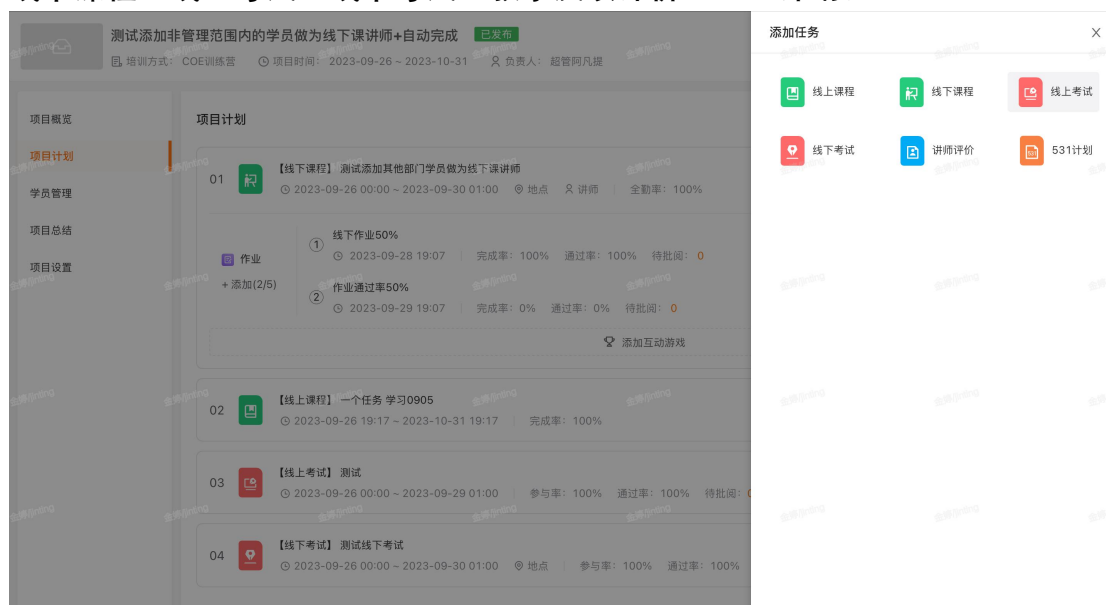 测试添加非管理范围内的学员做为线下课讲师+自动完成 已发布
培训方式: COE训练营 项目时间: 2023-09-26 ~ 2023-10-31 负责人: 超管阿凡提
项目概览
项目计划
学员管理
项目总结
项目设置
项目计划
01 【线下课程】 测试添加其他部门学员做为线下课讲师
2023-09-26 00:00 ~ 2023-09-30 01:00 地点 讲师 全勤率: 100%
作业
+ 添加(2/5)
1 线下作业50%
2023-09-28 19:07 完成率: 100% 通过率: 100% 待批阅: 0
2 作业通过率50%
2023-09-29 19:07 完成率: 0% 通过率: 0% 待批阅: 0
添加互动游戏
02 【线上课程】 一个任务 学习0905
2023-09-26 19:17 ~ 2023-10-31 19:17 完成率: 100%
03 【线上考试】 测试
2023-09-26 00:00 ~ 2023-09-29 01:00 参与率: 100% 通过率: 100% 待批阅:
04 【线下考试】 测试线下考试
2023-09-26 00:00 ~ 2023-09-30 01:00 地点 参与率: 100% 通过率: 100%
添加任务
线上课程 线下课程 线上考试
线下考试 讲师评价 531计划